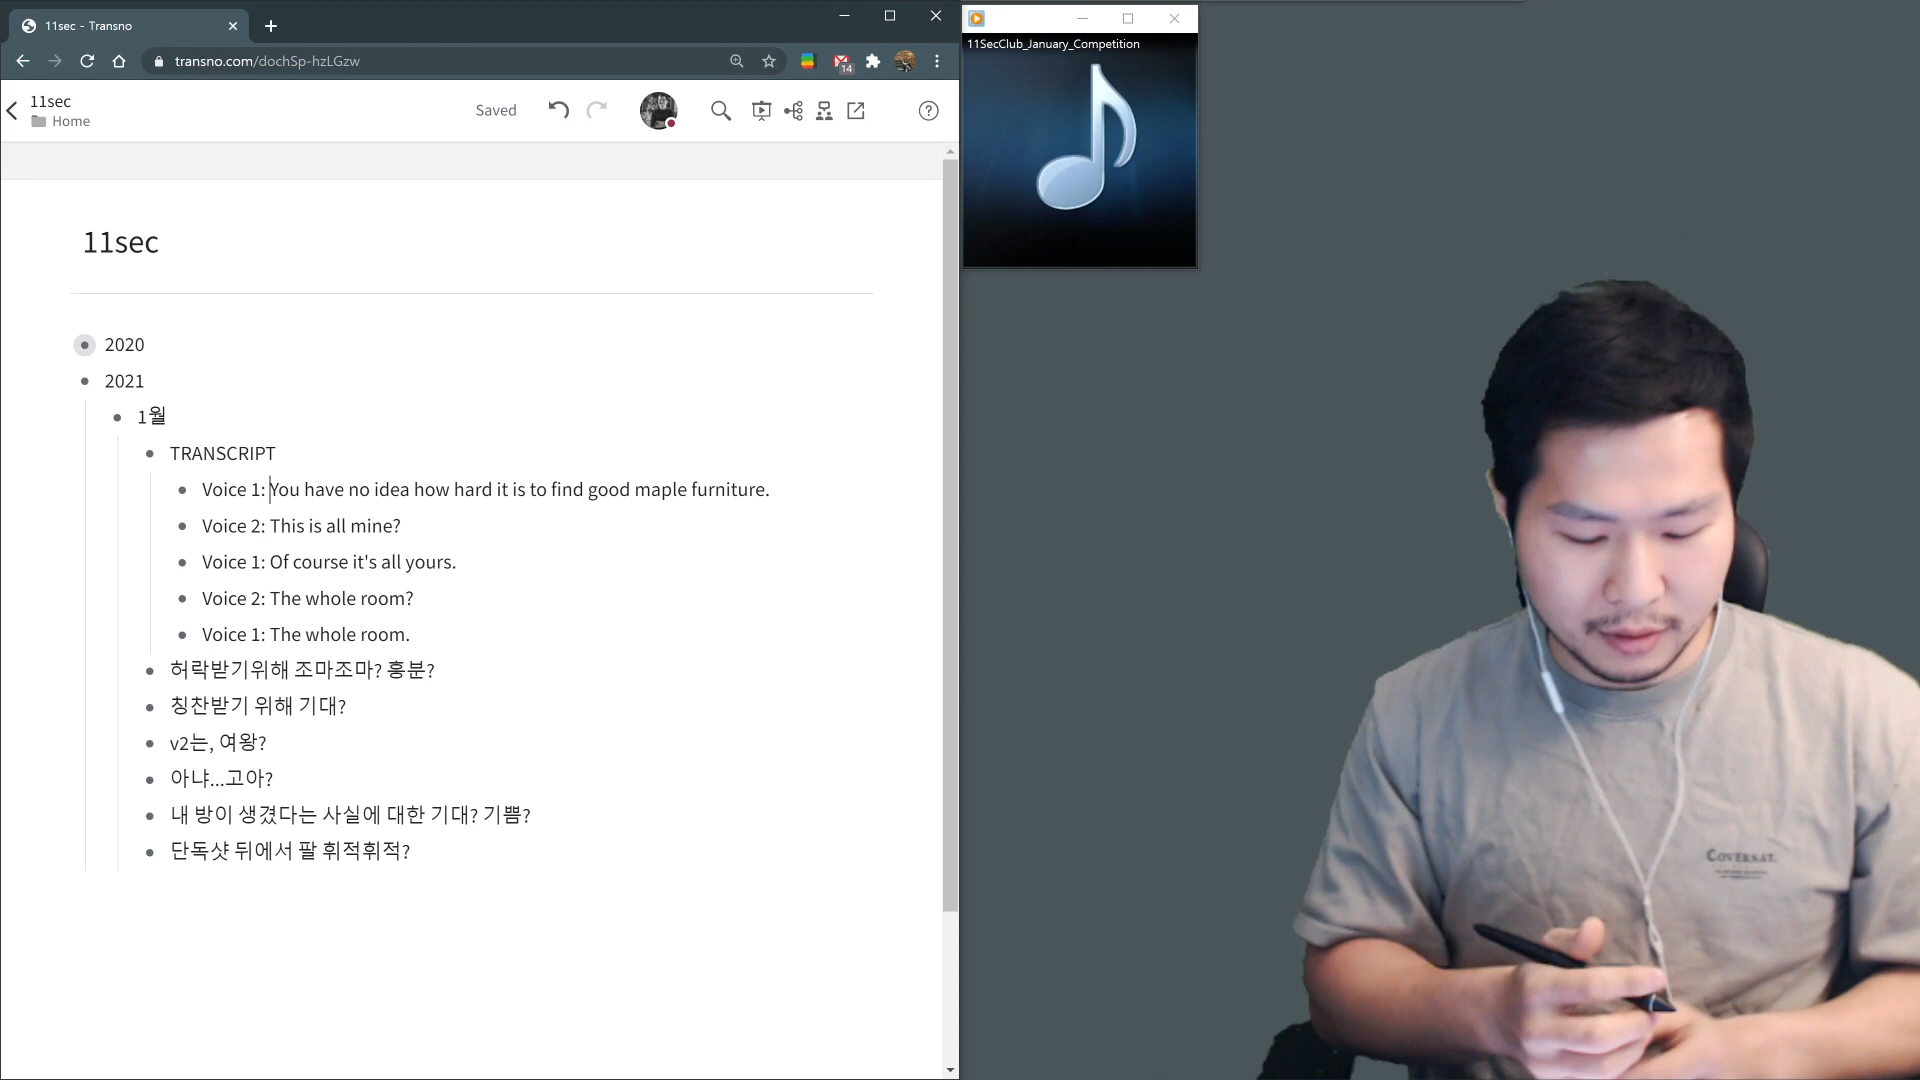 11sec - Transno
transno.com/dochSp-hzLGzw
14
11sec
Home
Saved
11sec
2020
2021
1월
TRANSCRIPT
Voice 1: You have no idea how hard it is to find good maple furniture.
Voice 2: This is all mine?
Voice 1: Of course it's all yours.
Voice 2: The whole room?
Voice 1: The whole room.
허락받기위해 조마조마? 흥분?
칭찬받기 위해 기대?
v2는, 여왕?
아냐...고아?
내 방이 생겼다는 사실에 대한 기대? 기쁨?
단독샷 뒤에서 팔 휘적휘적?
11SecClub_January_Competition
COVERNAT.